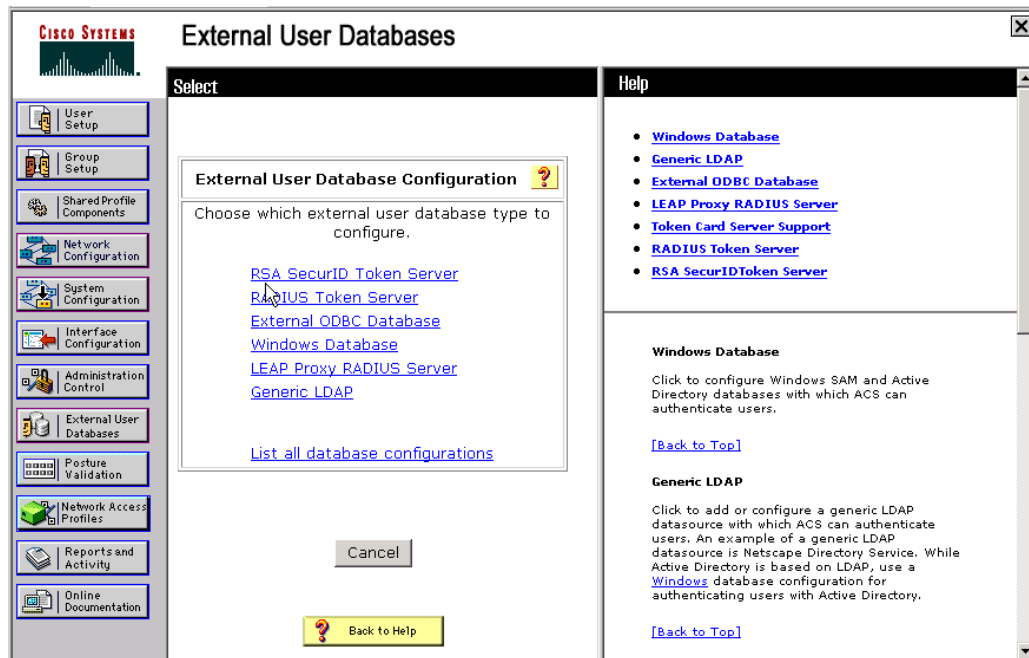 CISCO SYSTEMS
External User Databases
User
Setup
Group
Setup
Shared Profile
Components
Network
Configuration
System
Configuration
Interface
Configuration
Administration
Control
External User
Databases
Posture
Validation
Network Access
Profiles
Reports and
Activity
Online
Documentation
Select
External User Database Configuration
Choose which external user database type to
configure.
RSA SecurID Token Server
RADIUS Token Server
External ODBC Database
Windows Database
LEAP Proxy RADIUS Server
Generic LDAP
List all database configurations
Cancel
Back to Help
Help
Windows Database
Generic LDAP
External ODBC Database
LEAP Proxy RADIUS Server
Token Card Server Support
RADIUS Token Server
RSA SecurIDToken Server
Windows Database
Click to configure Windows SAM and Active
Directory databases with which ACS can
authenticate users.
[Back to Top]
Generic LDAP
Click to add or configure a generic LDAP
datasource with which ACS can authenticate
users. An example of a generic LDAP
datasource is Netscape Directory Service. While
Active Directory is based on LDAP, use a
Windows database configuration for
authenticating users with Active Directory.
[Back to Top]